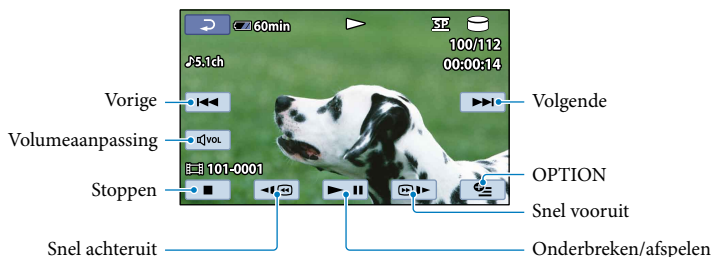 60min
SP
100/112
♪5.1ch
00:00:14
Vorige
Volgende
VOL
Volumeaanpassing
101-0001
OPTION
Stoppen
Snel vooruit
Snel achteruit
Onderbreken/afspelen